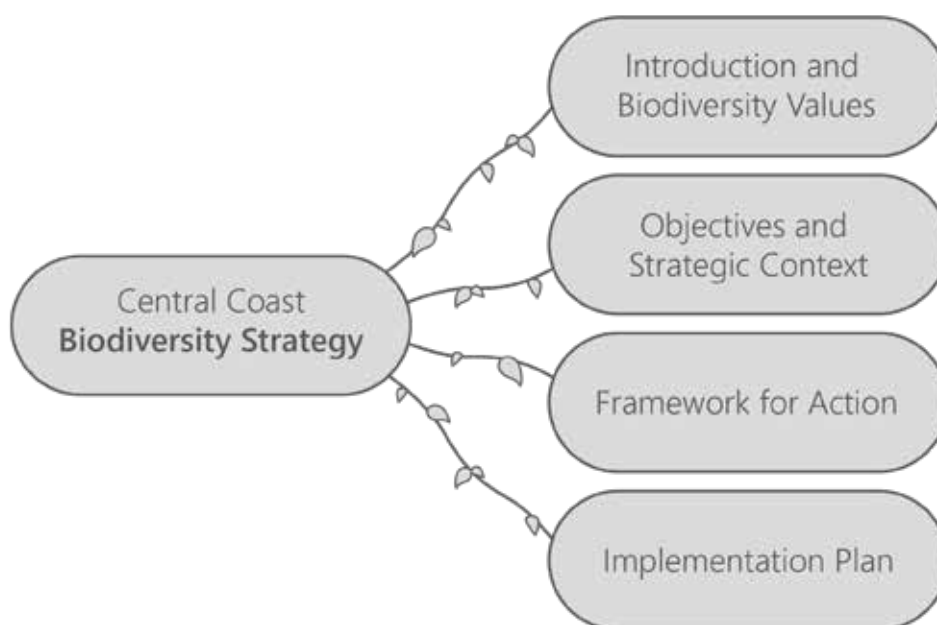 Central Coast
Biodiversity Strategy
Introduction and
Biodiversity Values
Objectives and
Strategic Context
Framework for Action
Implementation Plan